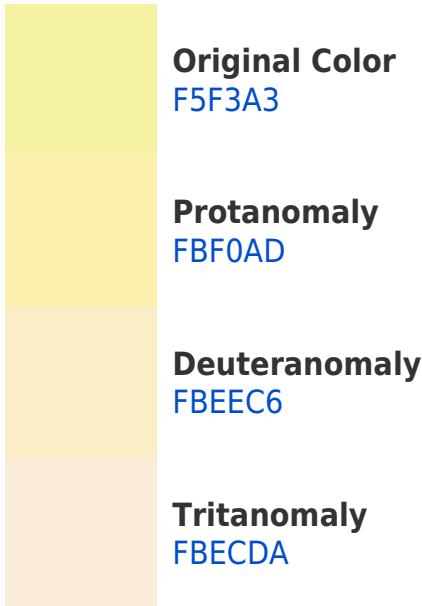 Original Color
F5F3A3
Protanomaly
FBF0AD
Deuteranomaly
FBEEC6
Tritanomaly
FBECDA